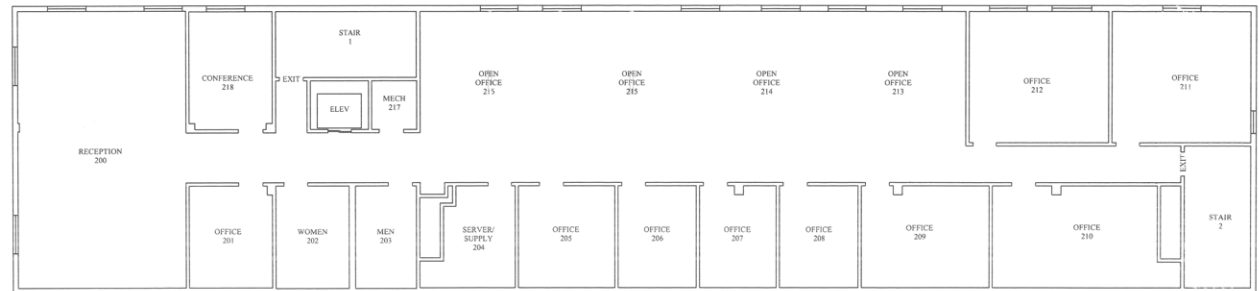 STAIR
1
CONFERENCE
218
EXIT
ELEV
MECH
217
OPEN
OFFICE
215
OPEN
OFFICE
215
OPEN
OFFICE
214
OPEN
OFFICE
213
OFFICE
212
OFFICE
211
RECEPTION
200
EXIT
OFFICE
201
WOMEN
202
MEN
203
SERVER/
SUPPLY
204
OFFICE
205
OFFICE
206
OFFICE
207
OFFICE
208
OFFICE
209
OFFICE
210
STAIR
2